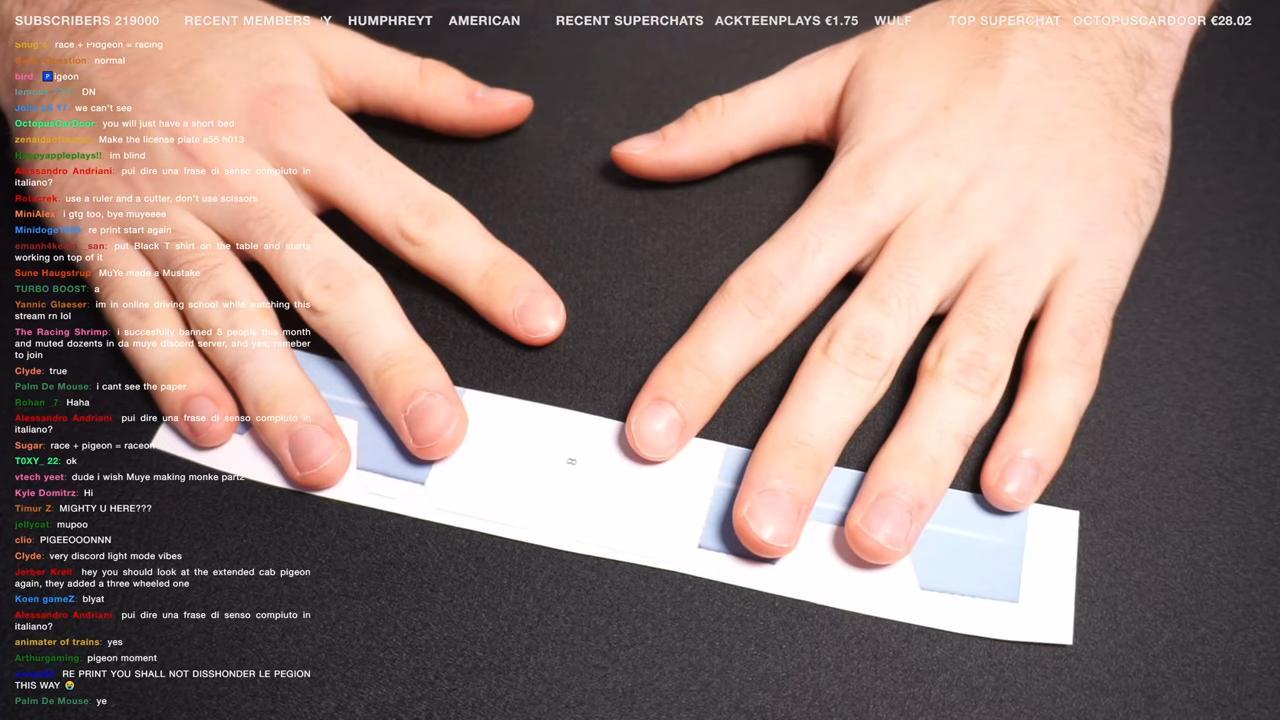 SUBSCRIBERS 219000 RECENT MEMBERS Y HUMPHREYT AMERICAN RECENT SUPERCHATS ACKTEENPLAYS €1.75 WULF TOP SUPERCHAT OCTOPUSCARDOOR €28.02
race + Pidgeon = racing
normal
bird: 🅿igeon
DN
we can't see
OctopusCarDoor: you will just have a short bed
Make the license plate a55 h013
Happyappleplays!!: im blind
Alessandro Andriani: pui dire una frase di senso compiuto in
italiano?
use a ruler and a cutter, don't use scissors
MiniAlex: i gtg too, bye muyeeee
re print start again
put Black T shirt on the table and starts
working on top of it
Sune Haugstrup: MuYe made a Mustake
TURBO BOOST: a
Yannic Glaeser: im in online driving school while watching this
stream rn lol
The Racing Shrimp: i succesfully banned 8 people this month
and muted dozents in da muye discord server, and yes, remeber
to join
Clyde: true
Palm De Mouse: i cant see the paper
Rohan _7: Haha
Alessandro Andriani: pui dire una frase di senso compiuto in
italiano?
Sugar: race + pigeon = raceon
T0XY_ 22: ok
vtech yeet: dude i wish Muye making monke part2
Kyle Domitrz: Hi
Timur Z: MIGHTY U HERE???
jellycat: mupoo
clio: PIGEEOOONNN
Clyde: very discord light mode vibes
Jerber Krell: hey you should look at the extended cab pigeon
again, they added a three wheeled one
Koen gameZ: blyat
Alessandro Andriani: pui dire una frase di senso compiuto in
italiano?
animater of trains: yes
Arthurgaming: pigeon moment
RE PRINT YOU SHALL NOT DISSHONDER LE PEGION
THIS WAY 😭
Palm De Mouse: ye
8